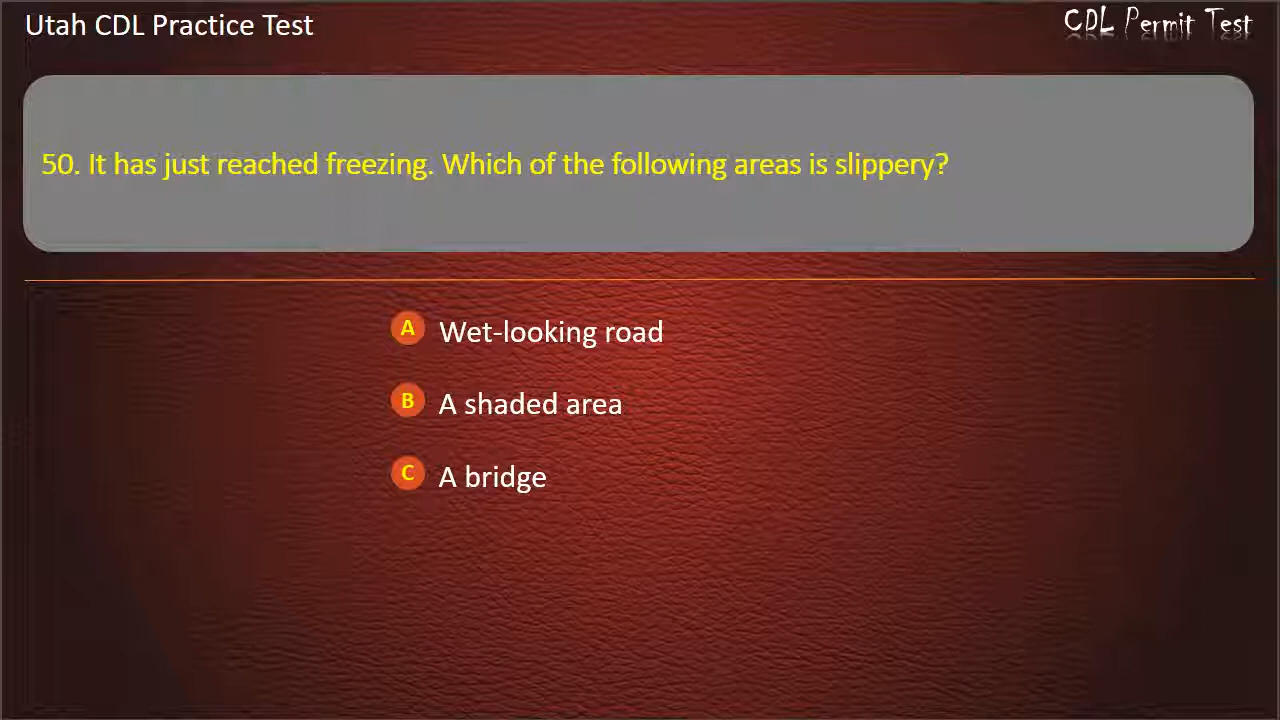 Utah CDL Practice Test
CDL Permit Test
50. It has just reached freezing. Which of the following areas is slippery?
A Wet-looking road
B A shaded area
C A bridge